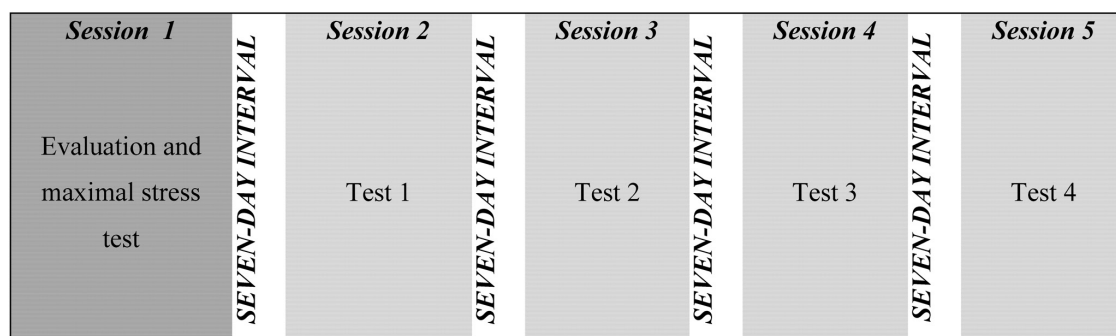 Session 1
Evaluation and
maximal stress
test
SEVEN-DAY INTERVAL
Session 2
Test 1
SEVEN-DAY INTERVAL
Session 3
Test 2
SEVEN-DAY INTERVAL
Session 4
Test 3
SEVEN-DAY INTERVAL
Session 5
Test 4